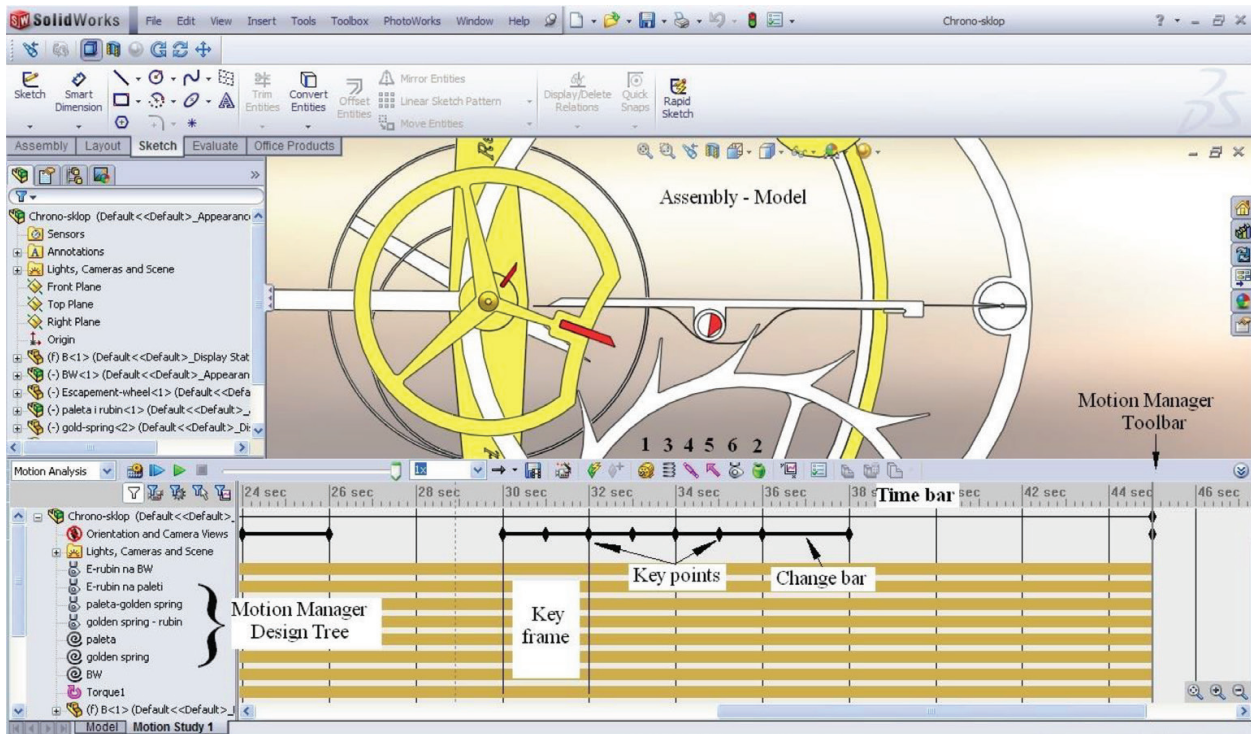 SolidWorks File Edit View Insert Tools Toolbox PhotoWorks Window Help Chrono-sklop ?
Sketch Smart Dimension Trim Entities Convert Entities Offset Entities Mirror Entities Linear Sketch Pattern Move Entities Display/Delete Relations Quick Snaps Rapid Sketch
Assembly Layout Sketch Evaluate Office Products
Chrono-sklop (Default<<Default>_Appearanc
Sensors
Annotations
Lights, Cameras and Scene
Front Plane
Top Plane
Right Plane
Origin
(f) B<1> (Default<<Default>_Display Stat
(-) BW<1> (Default<<Default>_Appearan
(-) Escapement-wheel<1> (Default<<Defa
(-) paleta i rubin<1> (Default<<Default>_
(-) gold-spring<2> (Default<<Default>_Di
Assembly - Model
Motion Manager
Toolbar
1 3 4 5 6 2
Motion Analysis 1x
24 sec 26 sec 28 sec 30 sec 32 sec 34 sec 36 sec 38 Time bar sec 42 sec 44 sec 46 sec
Chrono-sklop (Default<<Default>_
Orientation and Camera Views
Lights, Cameras and Scene
E-rubin na BW
E-rubin na paleti
paleta-golden spring
golden spring - rubin
paleta
golden spring
BW
Torque1
(f) B<1> (Default<<Default>_
Motion Manager
Design Tree
Key
frame
Key points
Change bar
Model Motion Study 1